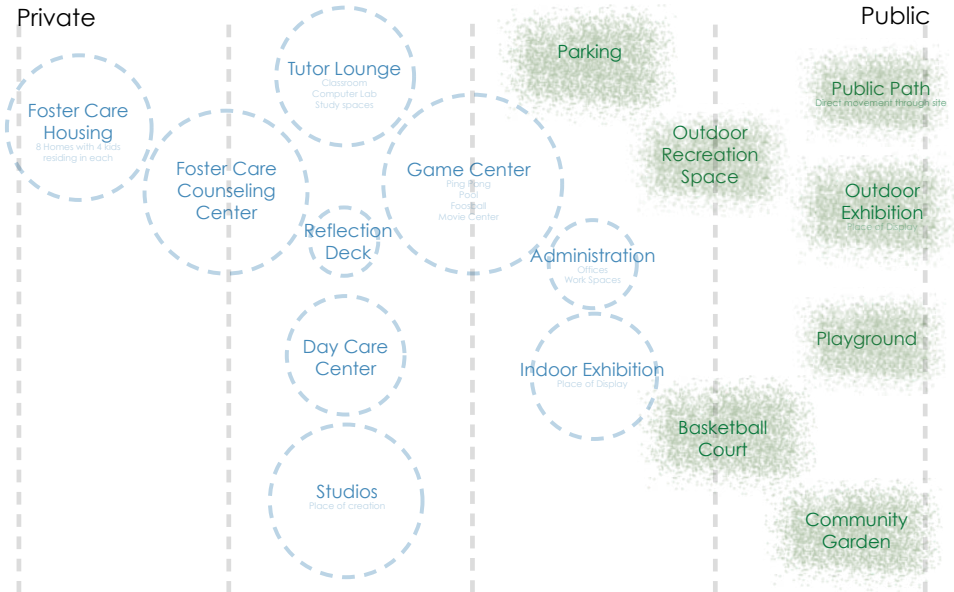 Private
Public
Foster Care
Housing
8 Homes with 4 kids
residing in each
Foster Care
Counseling
Center
Tutor Lounge
Classroom
Computer Lab
Study spaces
Reflection
Deck
Game Center
Ping Pong
Pool
Foosball
Movie Center
Day Care
Center
Studios
Place of creation
Administration
Offices
Work Spaces
Indoor Exhibition
Place of Display
Parking
Outdoor
Recreation
Space
Basketball
Court
Public Path
Direct movement through site
Outdoor
Exhibition
Place of Display
Playground
Community
Garden